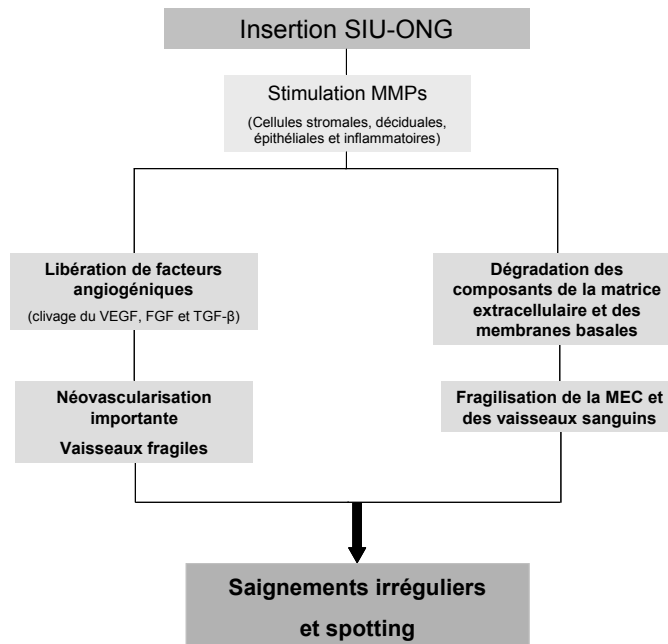 Insertion SIU-ONG
Stimulation MMPs
(Cellules stromales, déciduales,
épithéliales et inflammatoires)
Libération de facteurs
angiogéniques
(clivage du VEGF, FGF et TGF-β)
Dégradation des
composants de la matrice
extracellulaire et des
membranes basales
Néovascularisation
importante
Vaisseaux fragiles
Fragilisation de la MEC et
des vaisseaux sanguins
Saignements irréguliers
et spotting